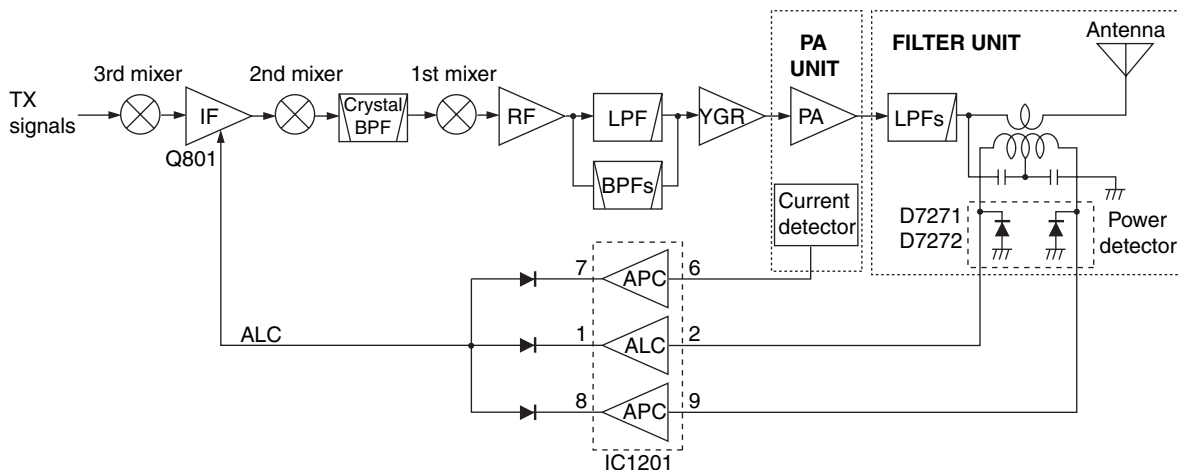 PA
UNIT
FILTER UNIT
Antenna
3rd mixer
2nd mixer
1st mixer
TX
signals
IF
Crystal
BPF
RF
LPF
YGR
PA
LPFs
Q801
BPFs
Current
detector
D7271
D7272
Power
detector
7
APC
6
ALC
1
ALC
2
8
APC
9
IC1201